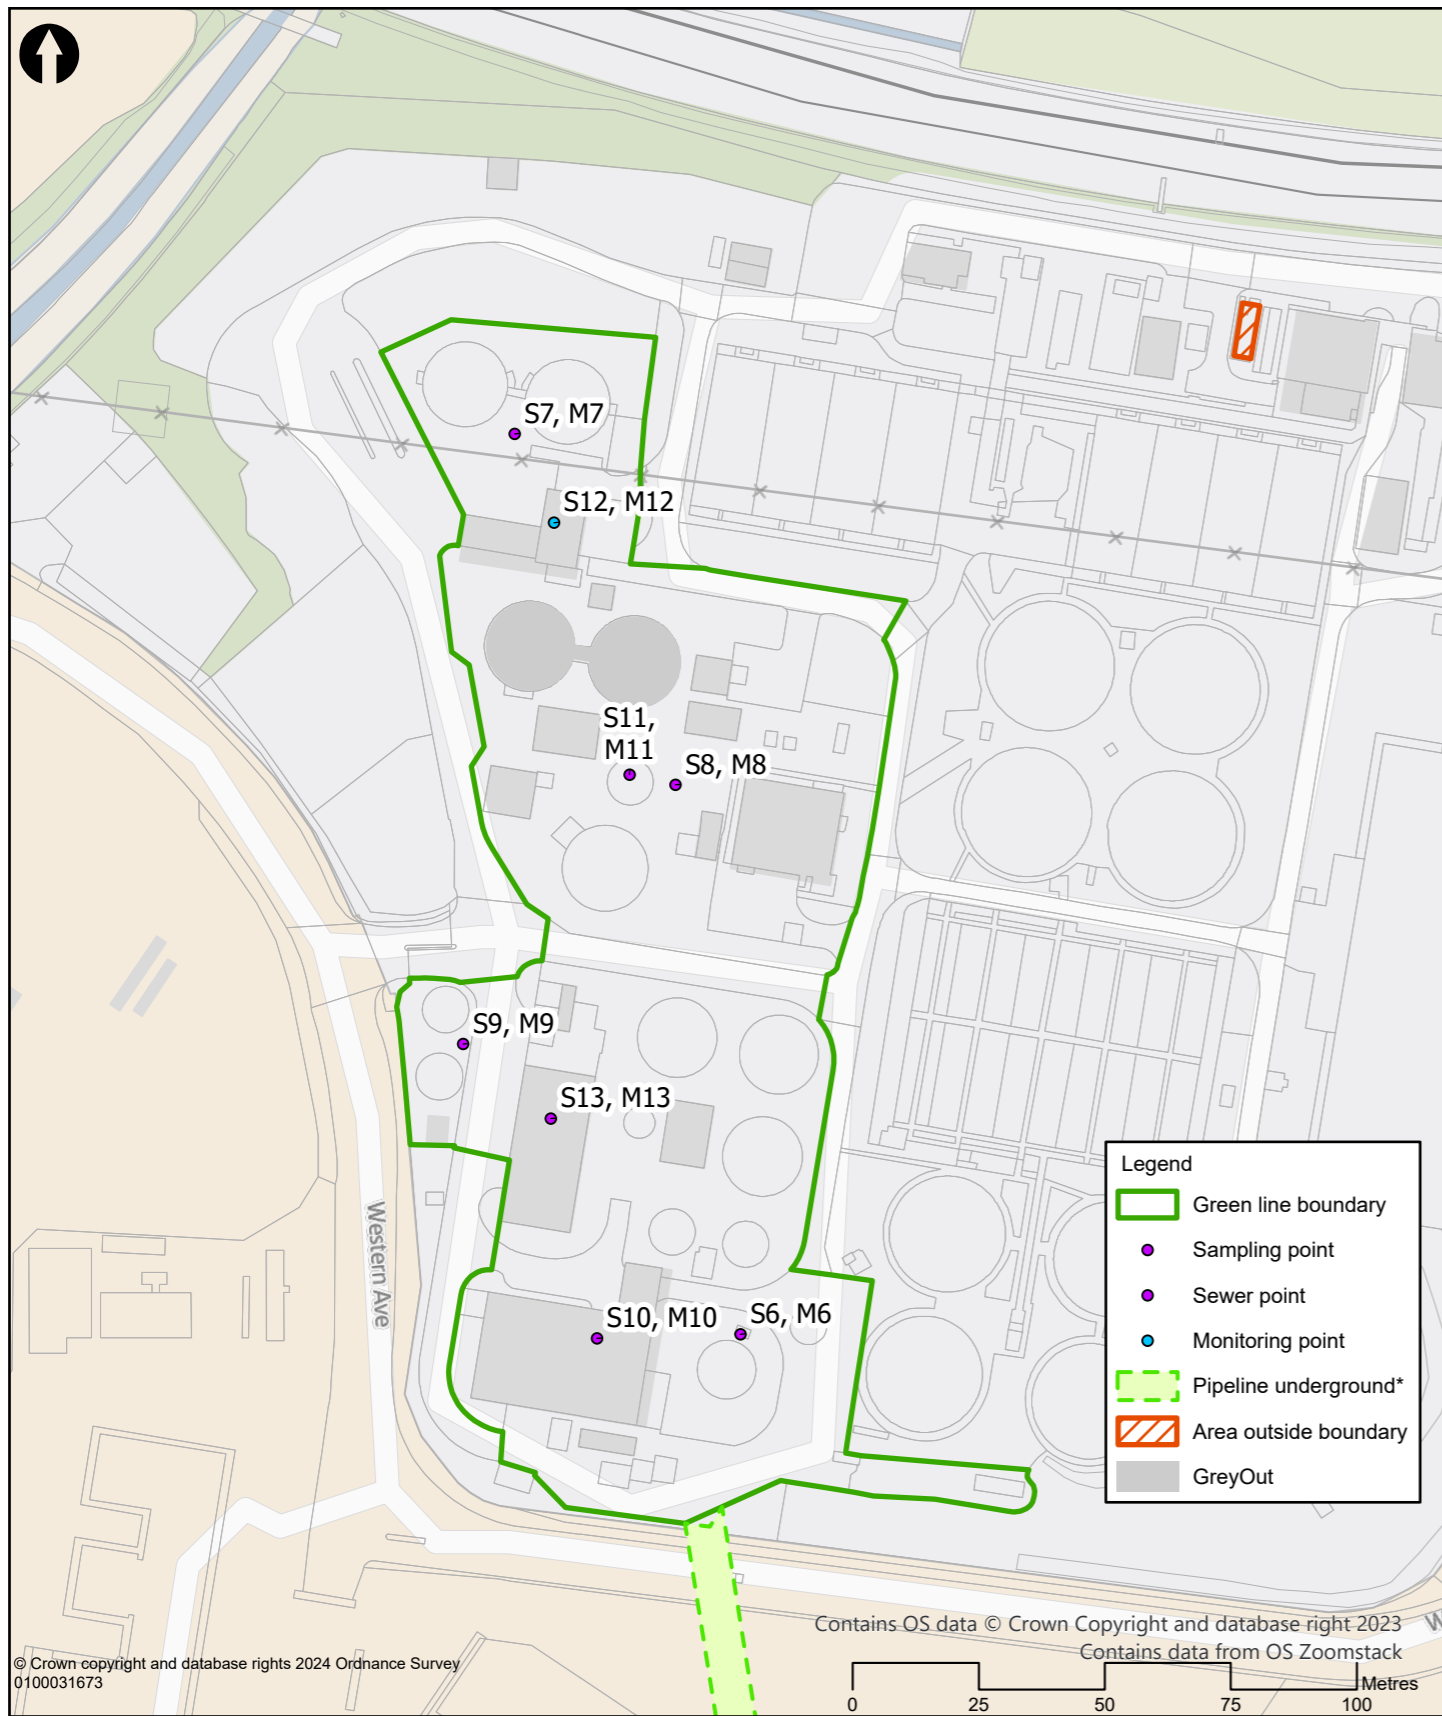 S7, M7
S12, M12
S11,
M11
S8, M8
S9, M9
S13, M13
S10, M10
S6, M6
Western Ave
Legend
Green line boundary
Sampling point
Sewer point
Monitoring point
Pipeline underground*
Area outside boundary
GreyOut
Contains OS data © Crown Copyright and database right 2023
Contains data from OS Zoomstack
© Crown copyright and database rights 2024 Ordnance Survey
0100031673
Metres
0 25 50 75 100